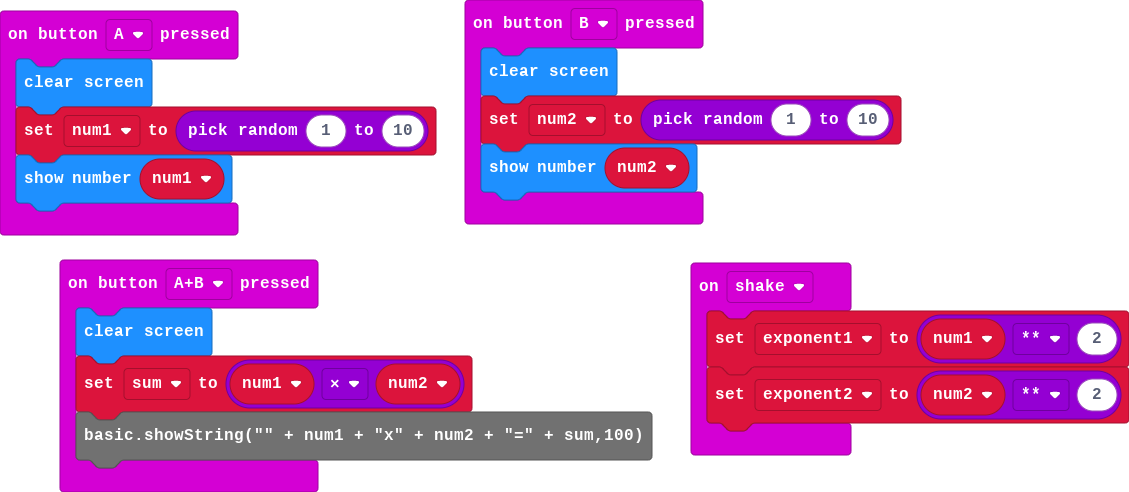 on button A pressed
clear screen
set num1 to pick random 1 to 10
show number num1
on button B pressed
clear screen
set num2 to pick random 1 to 10
show number num2
on button A+B pressed
clear screen
set sum to num1 × num2
basic.showString("" + num1 + "x" + num2 + "=" + sum,100)
on shake
set exponent1 to num1 ** 2
set exponent2 to num2 ** 2